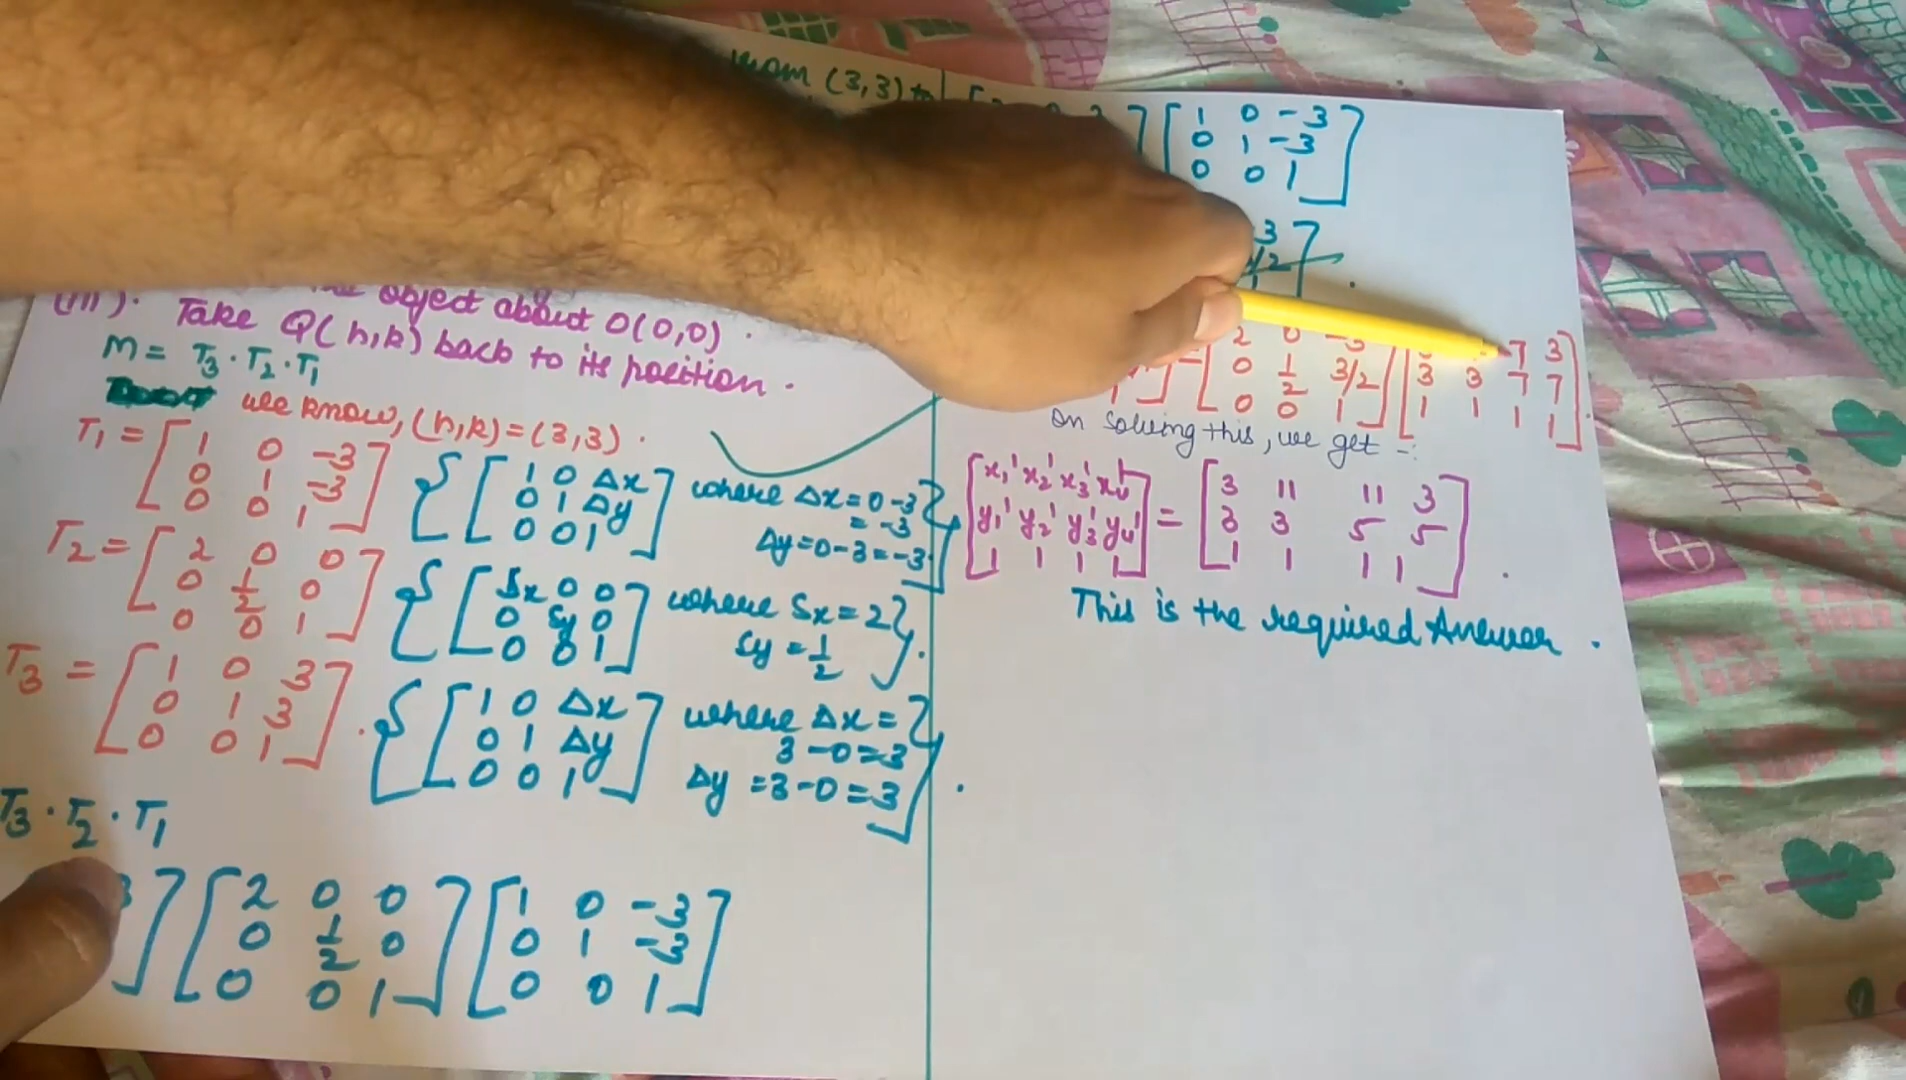 (3,3) to
(iii). object about O(0,0).
Take Q(h,k) back to its position.
M = T3·T2·T1
we know, (h,k)=(3,3).
T1 = [ 1 0 -3
0 1 -3
0 0 1 ]
{ [ 1 0 Δx
0 1 Δy
0 0 1 ]
where Δx=0-3
= -3
Δy=0-3=-3 }
T2 = [ 2 0 0
0 1/2 0
0 0 1 ]
{ [ Sx 0 0
0 Sy 0
0 0 1 ]
where Sx=2
Sy=1/2 }.
T3 = [ 1 0 3
0 1 3
0 0 1 ].
{ [ 1 0 Δx
0 1 Δy
0 0 1 ]
where Δx=
3-0=3
Δy=3-0=3 }.
T3·T2·T1
] [ 2 0 0
0 1/2 0
0 0 1 ]
[ 1 0 -3
0 1 -3
0 0 1 ]
[ 1 0 -3
0 1 -3
0 0 1 ]
[ 2 0 -3
0 1/2 3/2
0 0 1 ]
[ 7 3
3 3 7 7
1 1 1 1 ].
On solving this, we get -:
[ x1' x2' x3' x4'
y1' y2' y3' y4'
1 1 1 1 ]
= [ 3 11 11 3
3 3 5 5
1 1 1 1 ].
This is the required Answer.